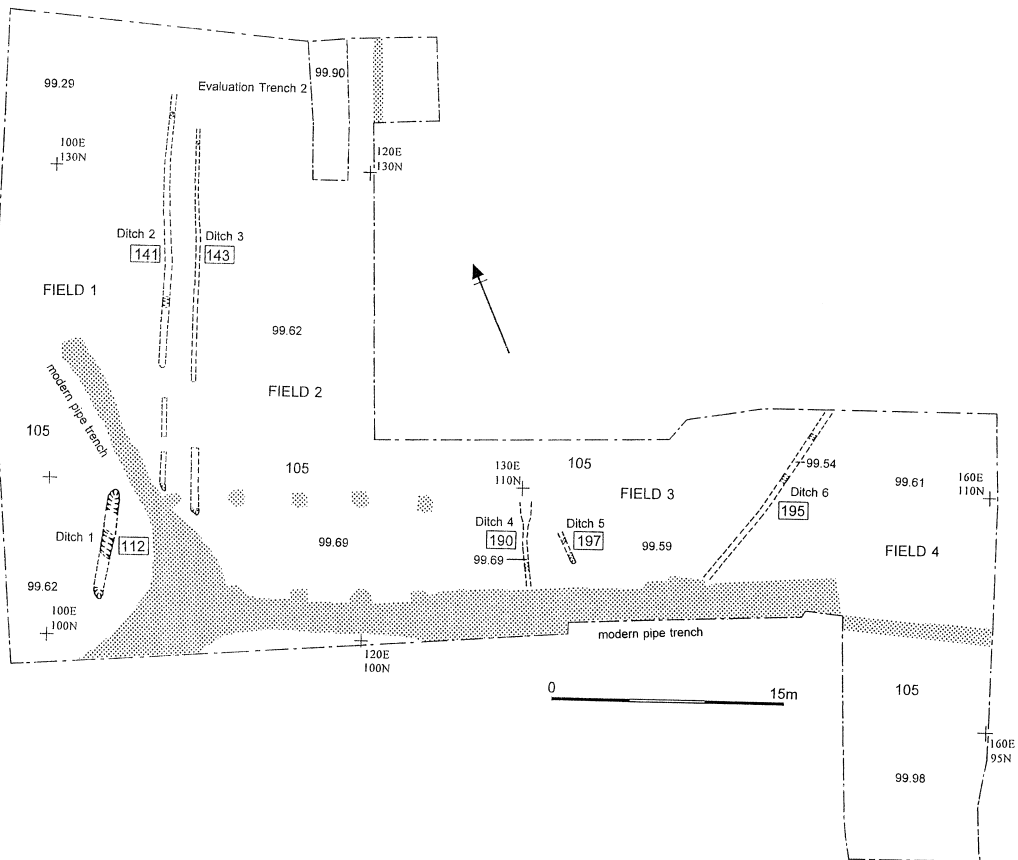 99.90
99.29
Evaluation Trench 2
100E
130N
120E
130N
Ditch 2
141
Ditch 3
143
FIELD 1
99.62
modern pipe trench
FIELD 2
105
105
130E
110N
105
FIELD 3
99.54
Ditch 6
195
99.61
160E
110N
Ditch 1
112
99.69
Ditch 4
190
99.69
Ditch 5
197
99.59
FIELD 4
99.62
100E
100N
120E
100N
modern pipe trench
0
15m
105
160E
95N
99.98